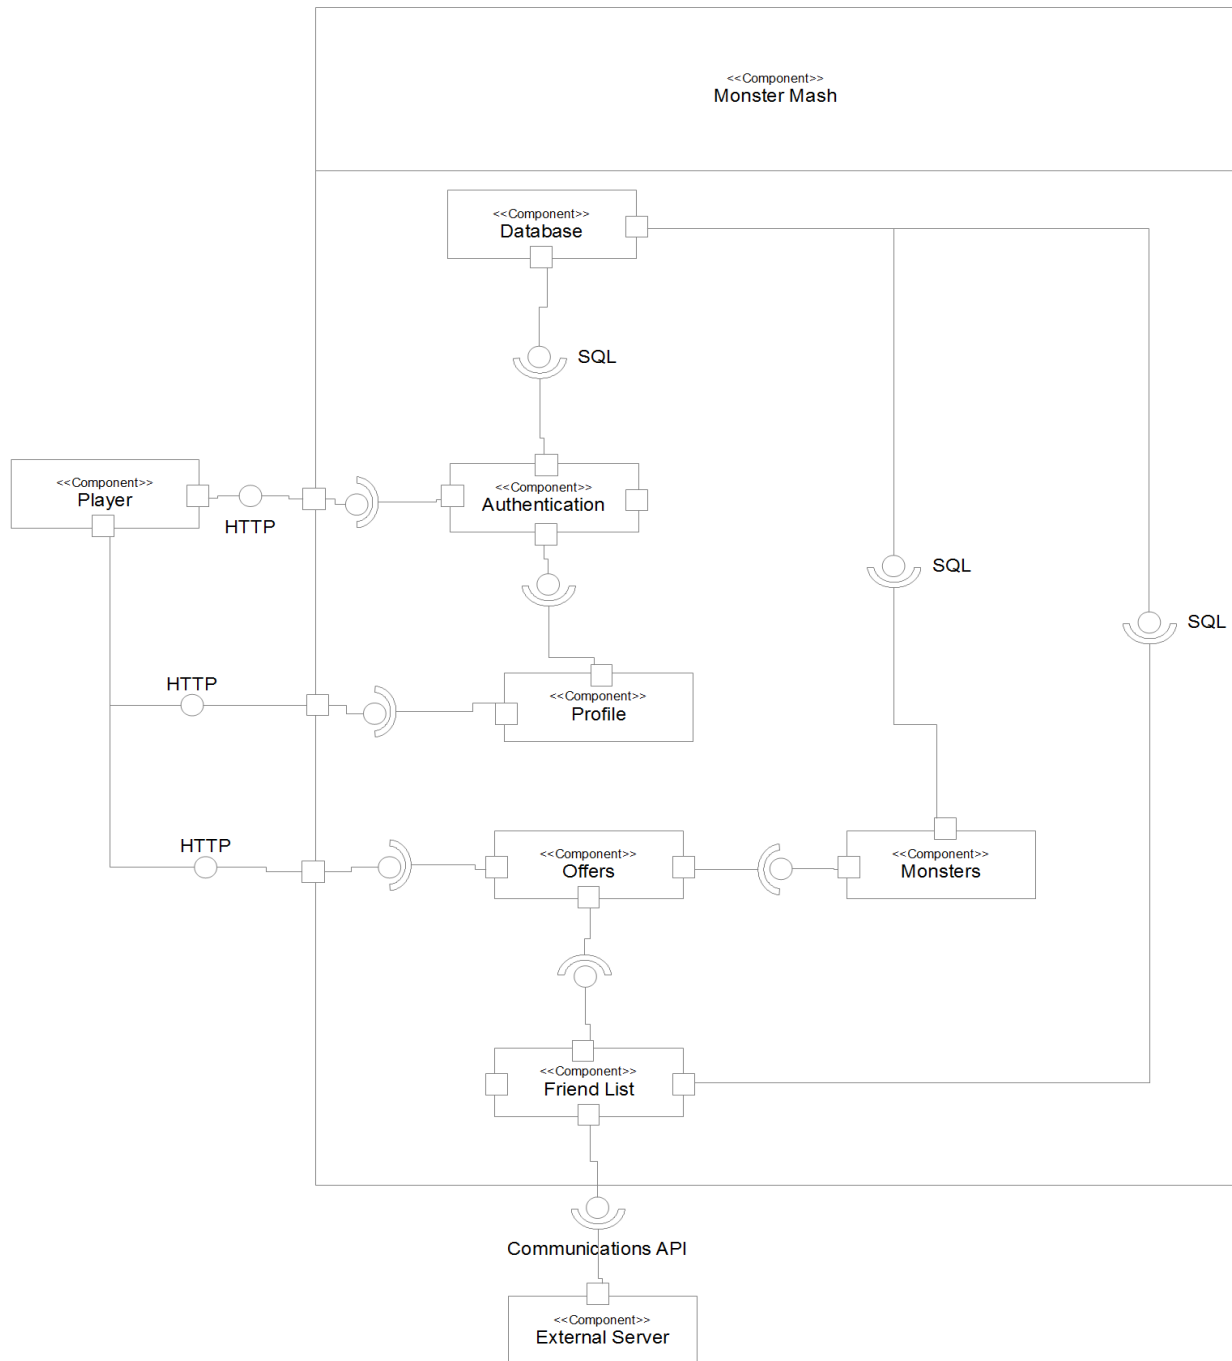 <<Component>>
Monster Mash
<<Component>>
Database
SQL
<<Component>>
Player
HTTP
<<Component>>
Authentication
SQL
SQL
HTTP
<<Component>>
Profile
HTTP
<<Component>>
Offers
<<Component>>
Monsters
<<Component>>
Friend List
Communications API
<<Component>>
External Server